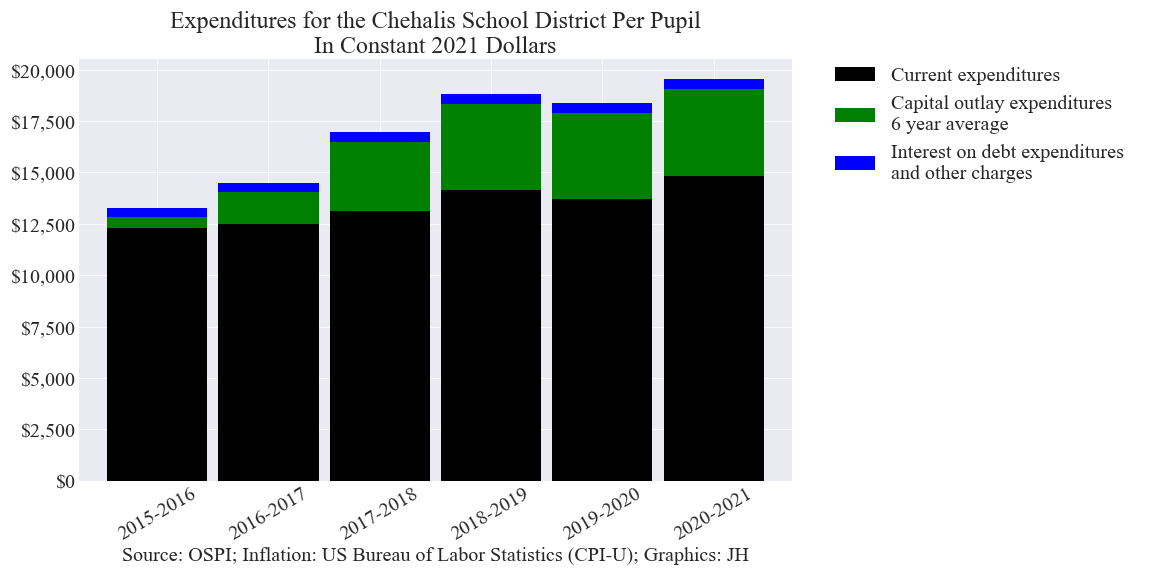 Expenditures for the Chehalis School District Per Pupil
In Constant 2021 Dollars
$20,000
$17,500
$15,000
$12,500
$10,000
$7,500
$5,000
$2,500
$0
2015-2016
2016-2017
2017-2018
2018-2019
2019-2020
2020-2021
Source: OSPI; Inflation: US Bureau of Labor Statistics (CPI-U); Graphics: JH
Current expenditures
Capital outlay expenditures
6 year average
Interest on debt expenditures
and other charges